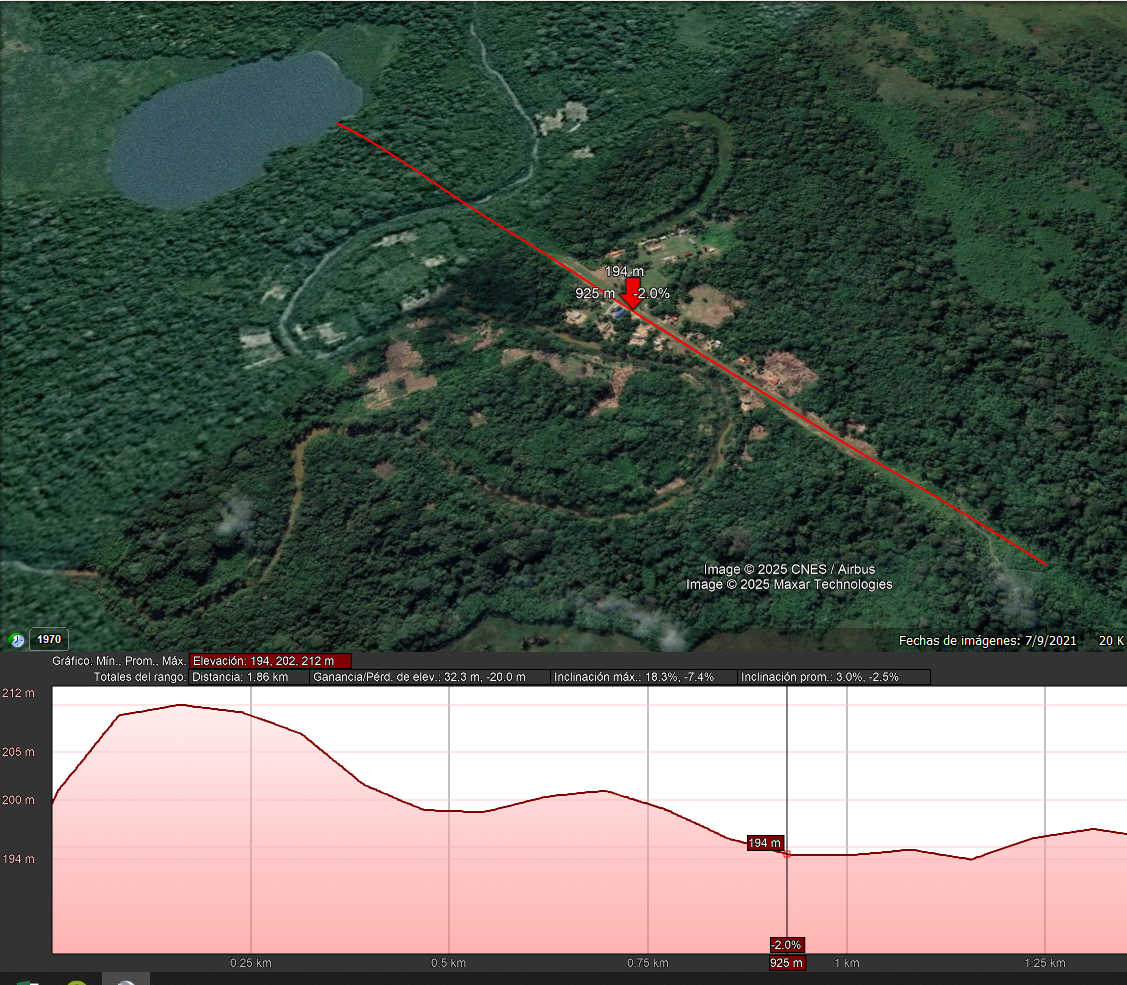 194 m
925 m -2.0%
Image © 2025 CNES / Airbus
Image © 2025 Maxar Technologies
1970
Fechas de imágenes: 7/9/2021 20 K
Gráfico: Mín., Prom., Máx. Elevación: 194, 202, 212 m
Totales del rango: Distancia: 1.86 km Ganancia/Pérd. de elev.: 32.3 m, -20.0 m Inclinación máx.: 18.3%, -7.4% Inclinación prom.: 3.0%, -2.5%
212 m
205 m
200 m
194 m
194 m
-2.0%
0.25 km 0.5 km 0.75 km 925 m 1 km 1.25 km